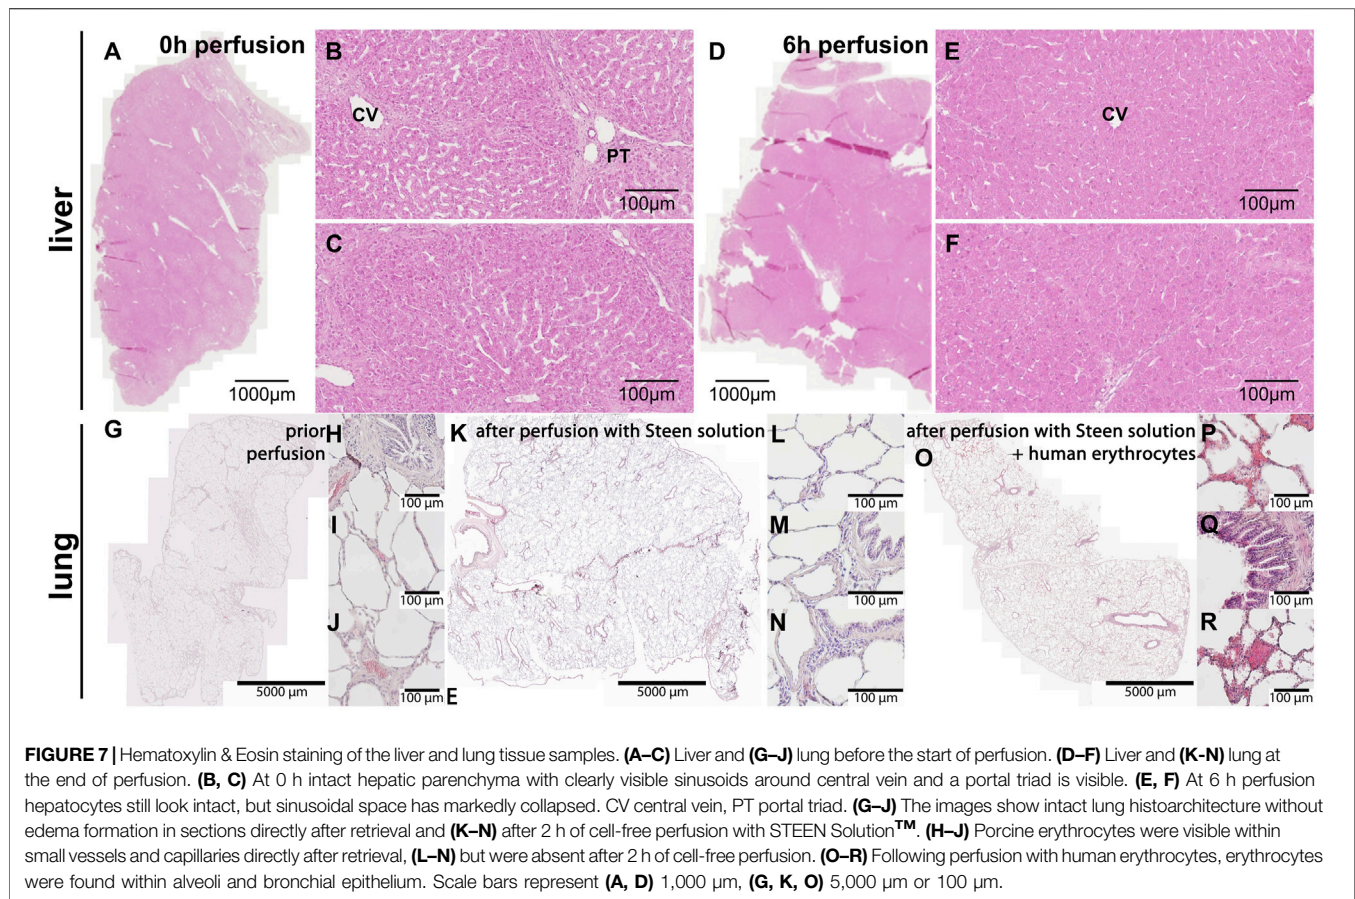 A
0h perfusion
B
CV
PT
100µm
C
100µm
1000µm
D
6h perfusion
E
CV
100µm
F
100µm
1000µm
liver
G
prior
perfusion
H
100 µm
I
100 µm
J
100 µm
5000 µm
K
after perfusion with Steen solution
5000 µm
E
L
100 µm
M
100 µm
N
100 µm
after perfusion with Steen solution
+ human erythrocytes
O
5000 µm
P
100 µm
Q
100 µm
R
100 µm
lung
FIGURE 7 | Hematoxylin & Eosin staining of the liver and lung tissue samples. (A–C) Liver and (G–J) lung before the start of perfusion. (D–F) Liver and (K-N) lung at
the end of perfusion. (B, C) At 0 h intact hepatic parenchyma with clearly visible sinusoids around central vein and a portal triad is visible. (E, F) At 6 h perfusion
hepatocytes still look intact, but sinusoidal space has markedly collapsed. CV central vein, PT portal triad. (G–J) The images show intact lung histoarchitecture without
edema formation in sections directly after retrieval and (K–N) after 2 h of cell-free perfusion with STEEN Solution™. (H–J) Porcine erythrocytes were visible within
small vessels and capillaries directly after retrieval, (L–N) but were absent after 2 h of cell-free perfusion. (O–R) Following perfusion with human erythrocytes, erythrocytes
were found within alveoli and bronchial epithelium. Scale bars represent (A, D) 1,000 µm, (G, K, O) 5,000 µm or 100 µm.